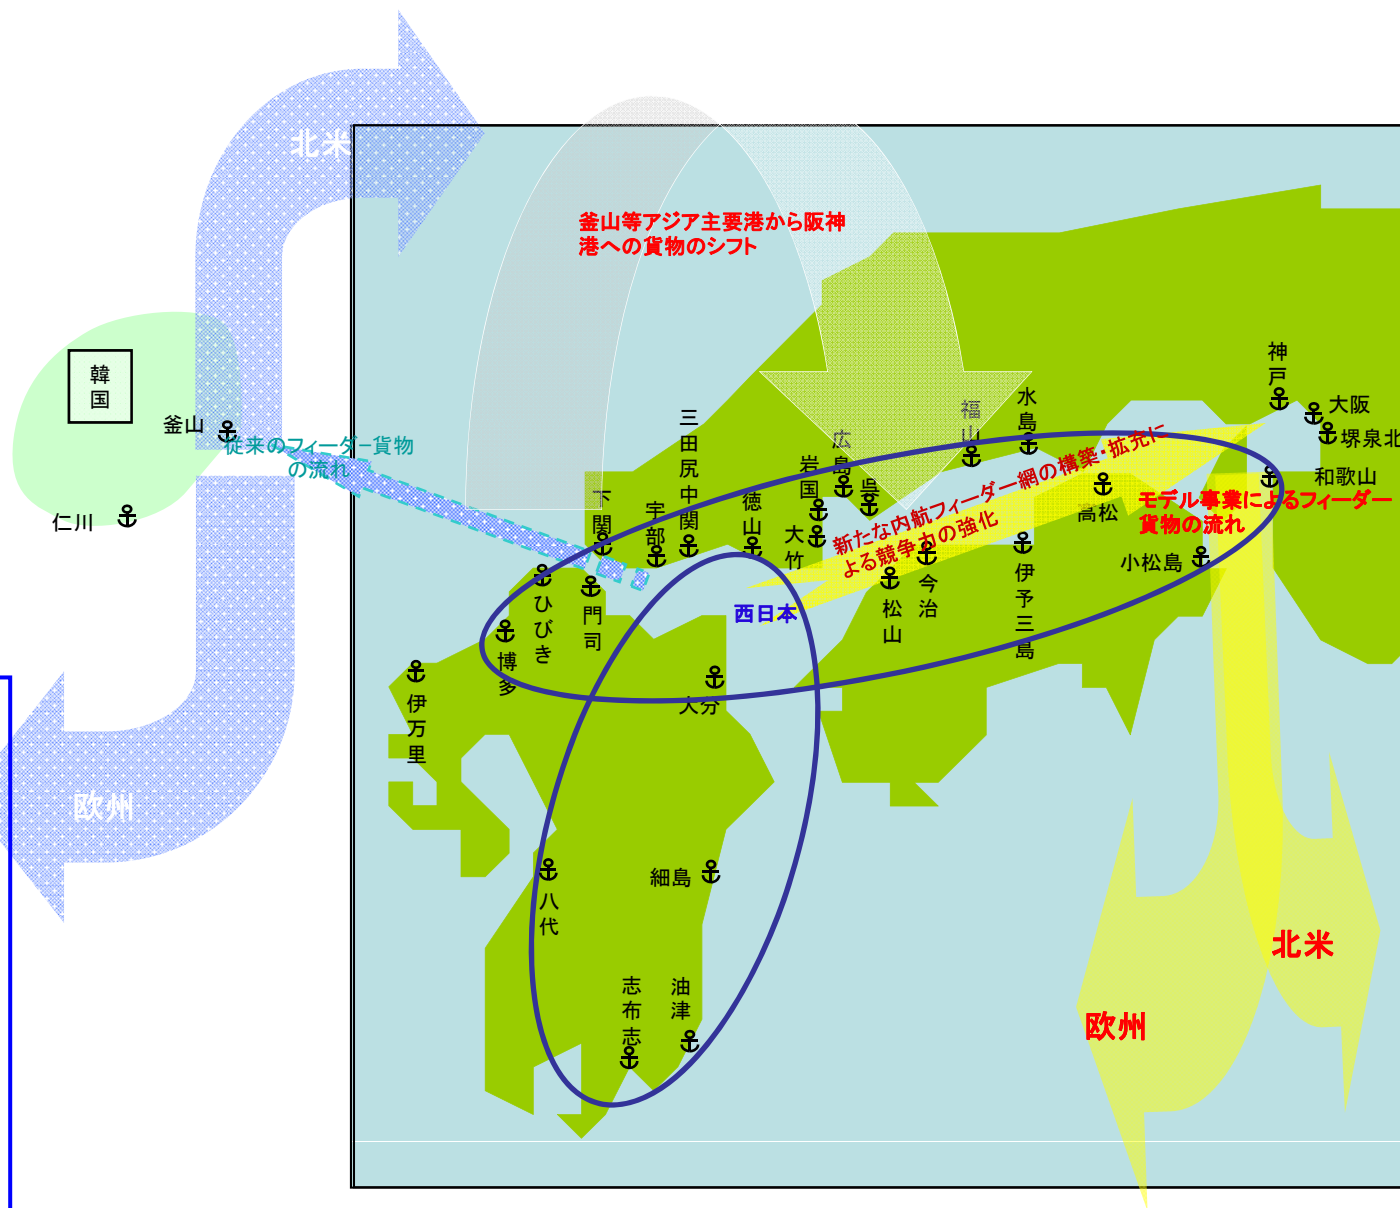 北米
釜山等アジア主要港から阪神
港への貨物のシフト
韓国
釜山
従来のフィーダー貨物
の流れ
仁川
欧州
神戸
大阪
堺泉北
和歌山
水島
福山
広島
呉
岩国
大竹
徳山
三田尻中関
宇部
下関
新たな内航フィーダー網の構築・拡充に
よる競争力の強化
モデル事業によるフィーダー
貨物の流れ
高松
小松島
伊予三島
今治
松山
西日本
門司
ひびき
博多
伊万里
大分
八代
細島
志布志
油津
北米
欧州